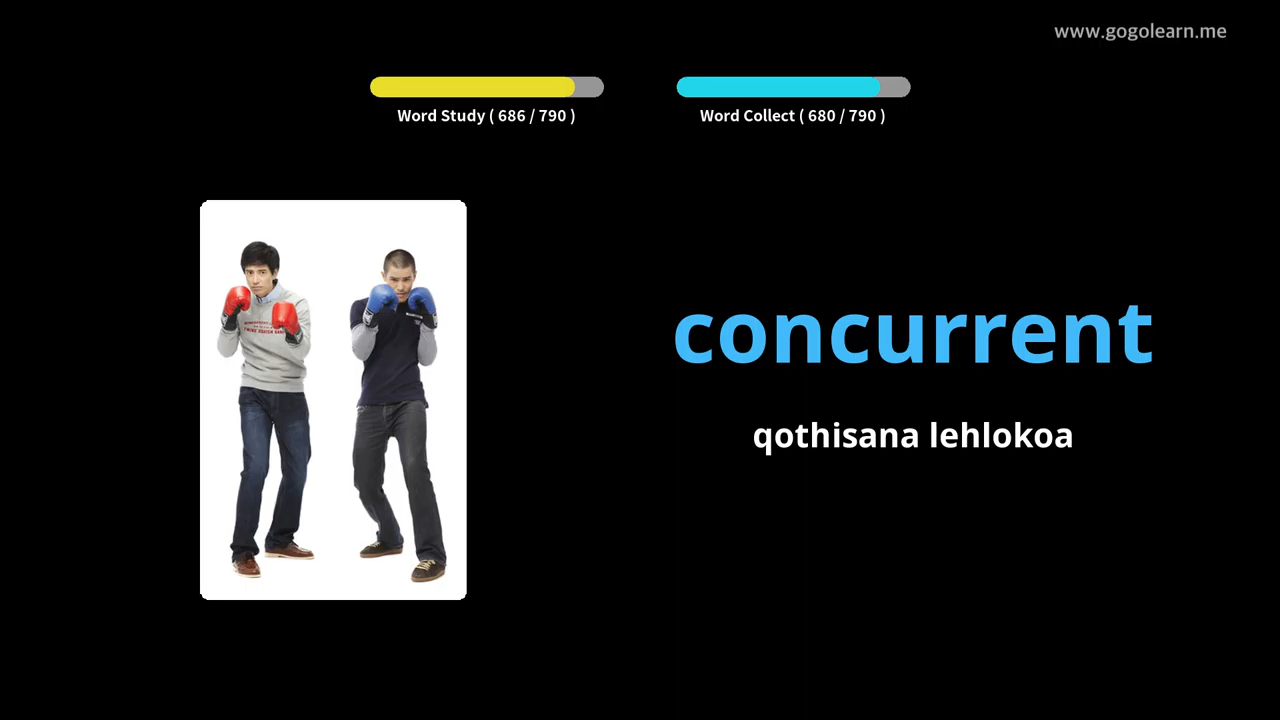 www.gogolearn.me
Word Study ( 686 / 790 )
Word Collect ( 680 / 790 )
concurrent
qothisana lehlokoa